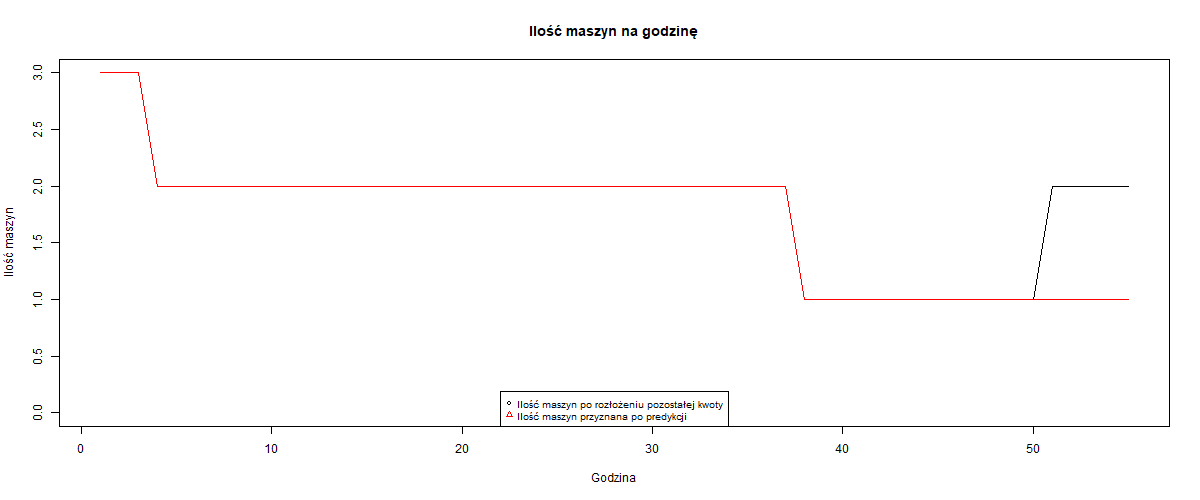 Ilość maszyn na godzinę
Ilość maszyn
3.0
2.5
2.0
1.5
1.0
0.5
0.0
Ilość maszyn po rozłożeniu pozostałej kwoty
Ilość maszyn przyznana po predykcji
0 10 20 30 40 50
Godzina